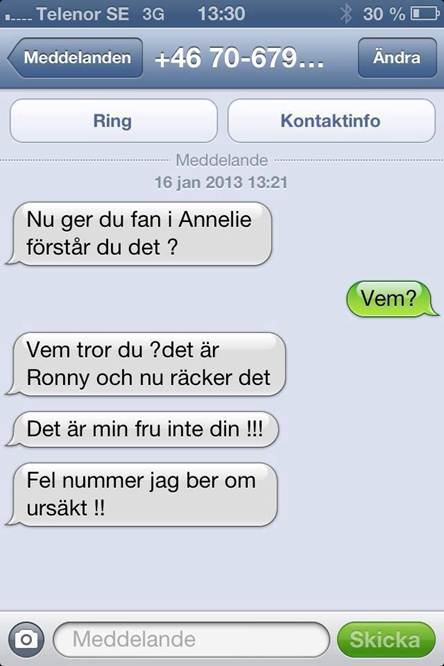 Telenor SE 3G 13:30 30 %
Meddelanden +46 70-679... Ändra
Ring Kontaktinfo
Meddelande
16 jan 2013 13:21
Nu ger du fan i Annelie
förstår du det ?
Vem?
Vem tror du ?det är
Ronny och nu räcker det
Det är min fru inte din !!!
Fel nummer jag ber om
ursäkt !!
Meddelande Skicka